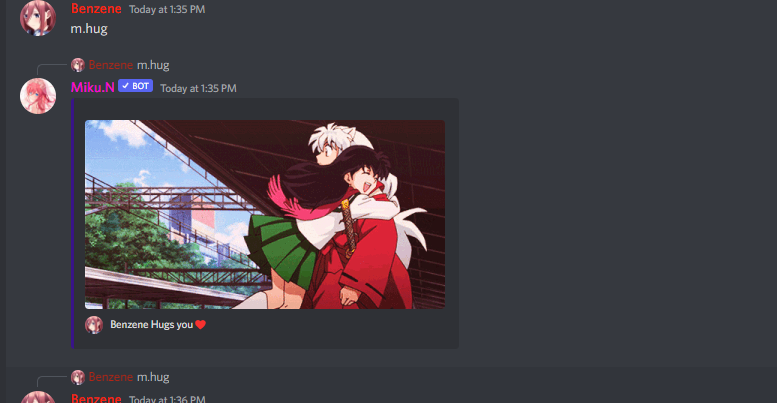 Benzene Today at 1:35 PM
m.hug
Benzene m.hug
Miku.N ✓ BOT Today at 1:35 PM
Benzene Hugs you ❤
Benzene m.hug
Benzene Today at 1:36 PM